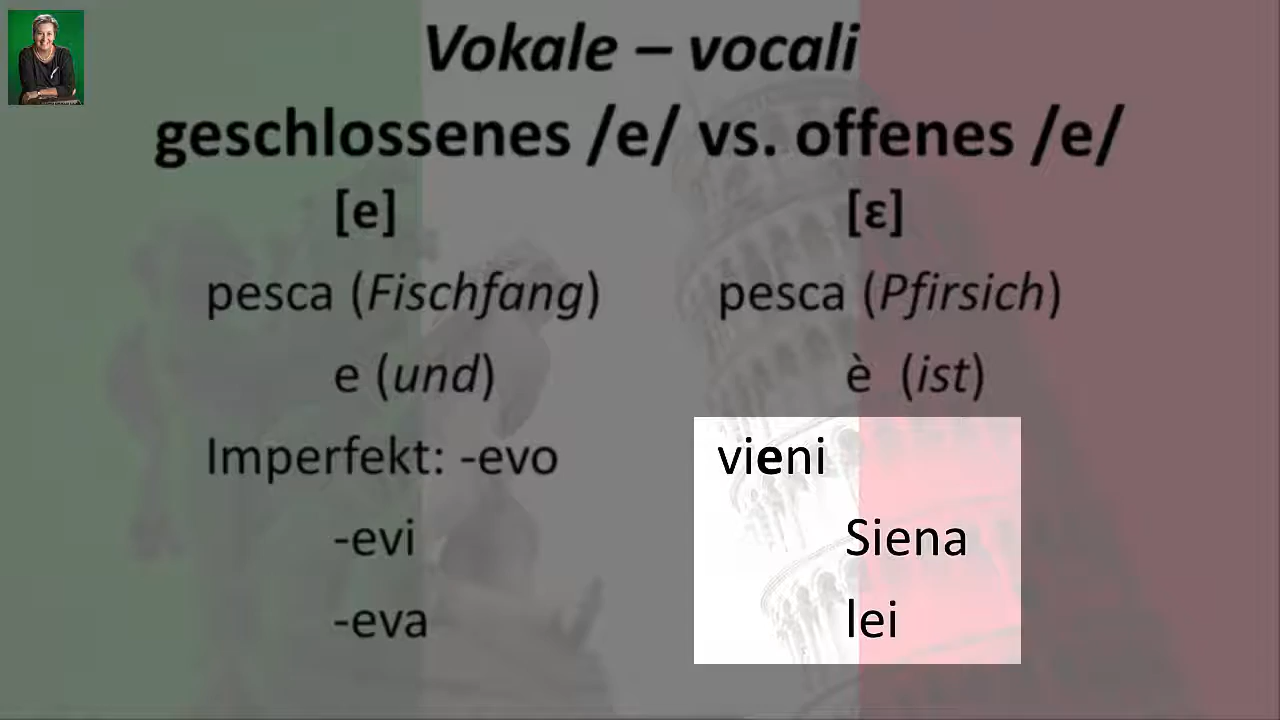 Vokale – vocali
geschlossenes /e/ vs. offenes /e/
[e] [ε]
pesca (Fischfang) pesca (Pfirsich)
e (und) è (ist)
Imperfekt: -evo vieni
-evi Siena
-eva lei